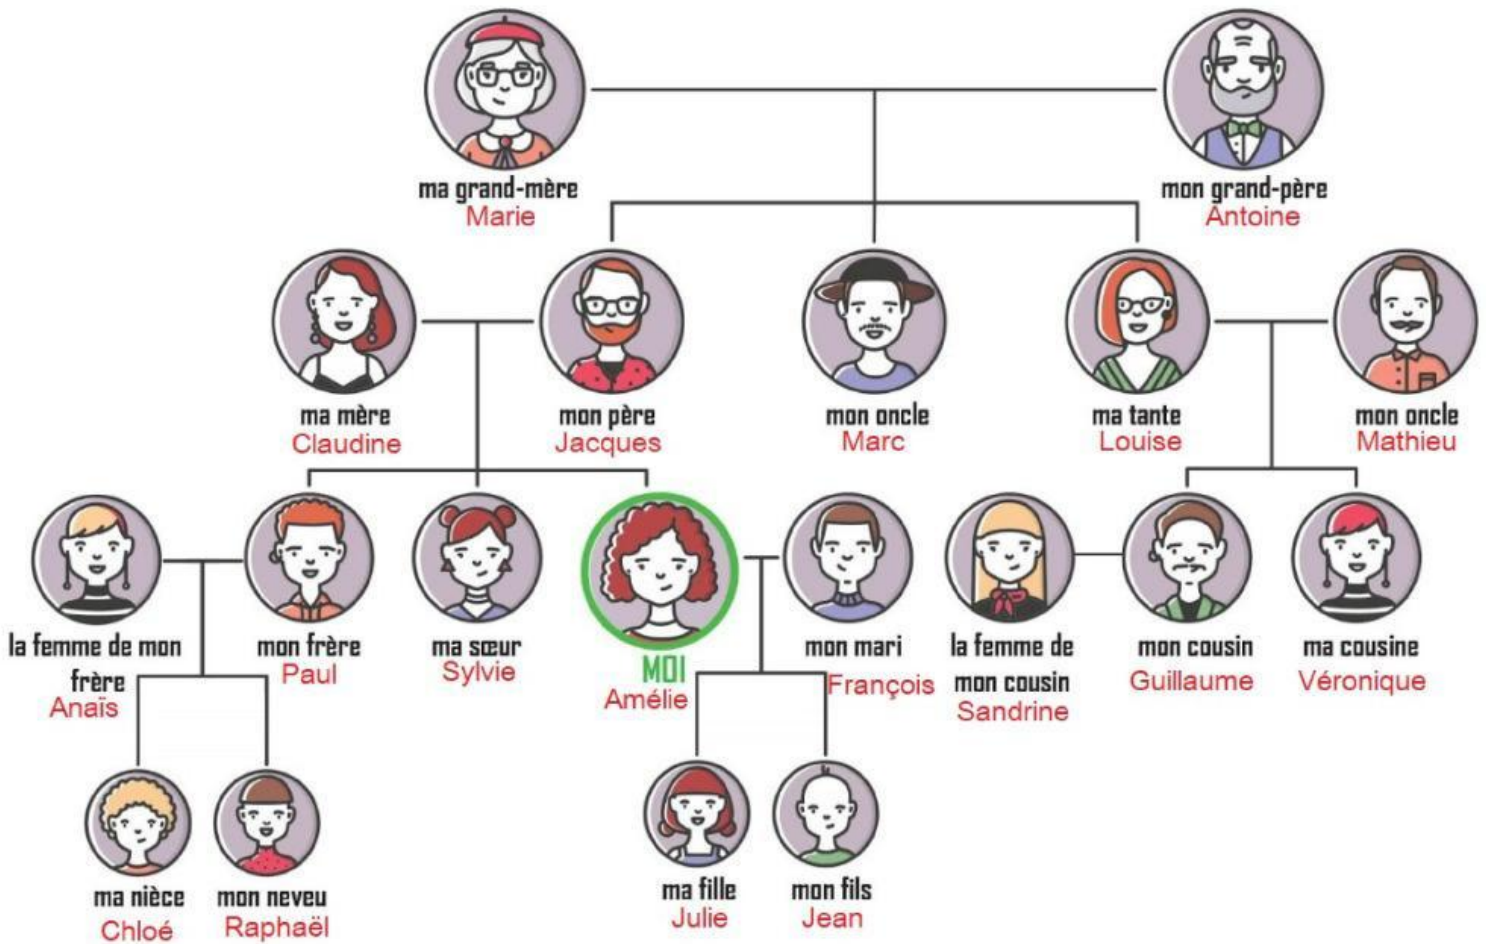 ma grand-mère
Marie
mon grand-père
Antoine
ma mère
Claudine
mon père
Jacques
mon oncle
Marc
ma tante
Louise
mon oncle
Mathieu
la femme de mon
frère
Anaïs
mon frère
Paul
ma sœur
Sylvie
MOI
Amélie
mon mari
François
la femme de
mon cousin
Sandrine
mon cousin
Guillaume
ma cousine
Véronique
ma nièce
Chloé
mon neveu
Raphaël
ma fille
Julie
mon fils
Jean